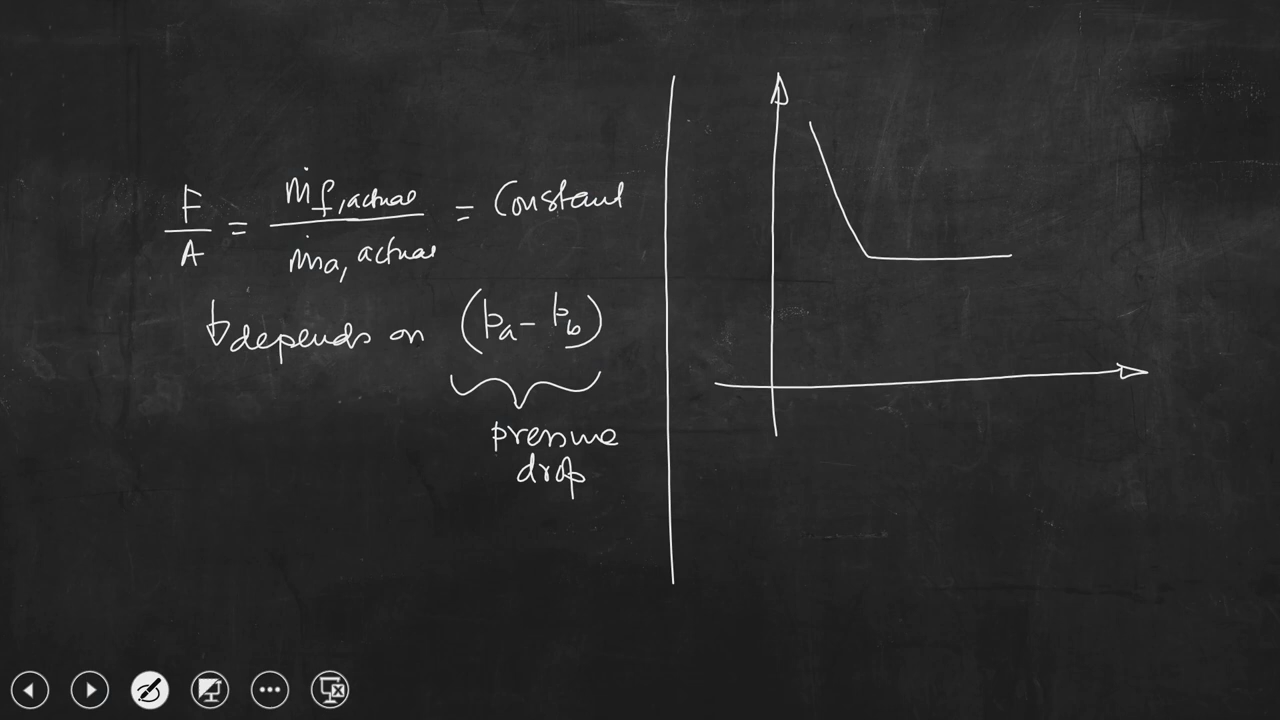 F/A = ṁf, actual / ṁa, actual = Constant
depends on (pa - pb)
pressure
drop